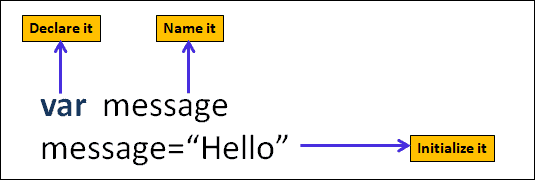 Declare it
Name it
var message
message=“Hello”
Initialize it